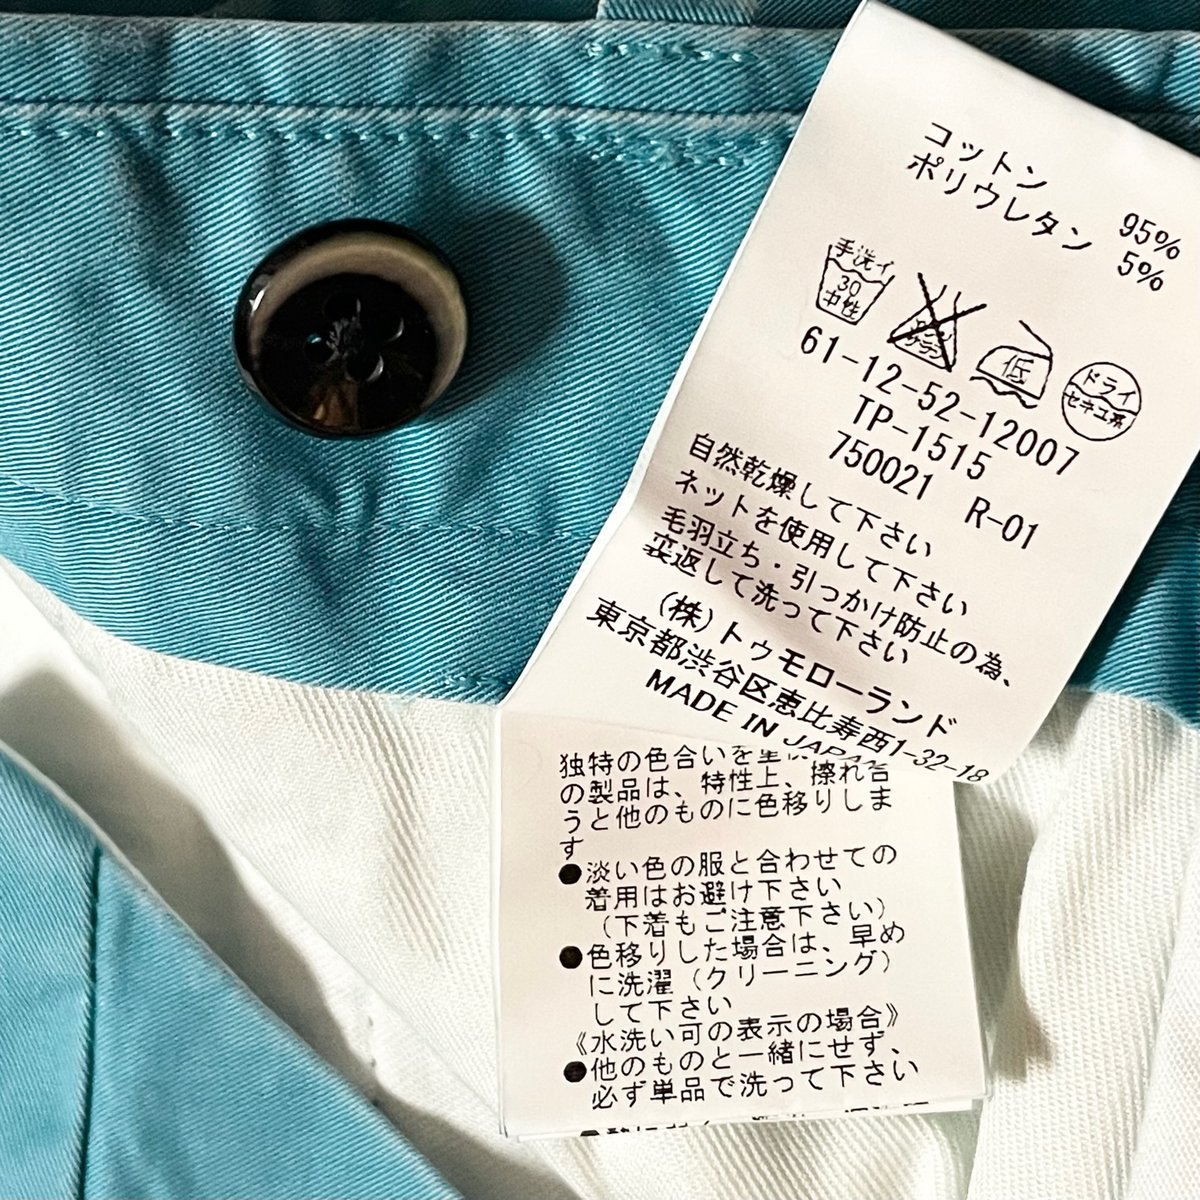 コットン 95%
ポリウレタン 5%
手洗イ
30
中性
低
ドライ
セキユ系
61-12-52-12007
TP-1515
750021 R-01
自然乾燥して下さい
ネットを使用して下さい
毛羽立ち・引っかけ防止の為、
裏返して洗って下さい
(株)トゥモローランド
東京都渋谷区恵比寿西1-32-18
MADE IN JAPAN
独特の色合いを
の製品は、特性上、擦れ合
うと他のものに色移りしま
す
●淡い色の服と合わせての
着用はお避け下さい
(下着もご注意下さい)
●色移りした場合は、早め
に洗濯(クリーニング)
して下さい
《水洗い可の表示の場合》
●他のものと一緒にせず、
必ず単品で洗って下さい